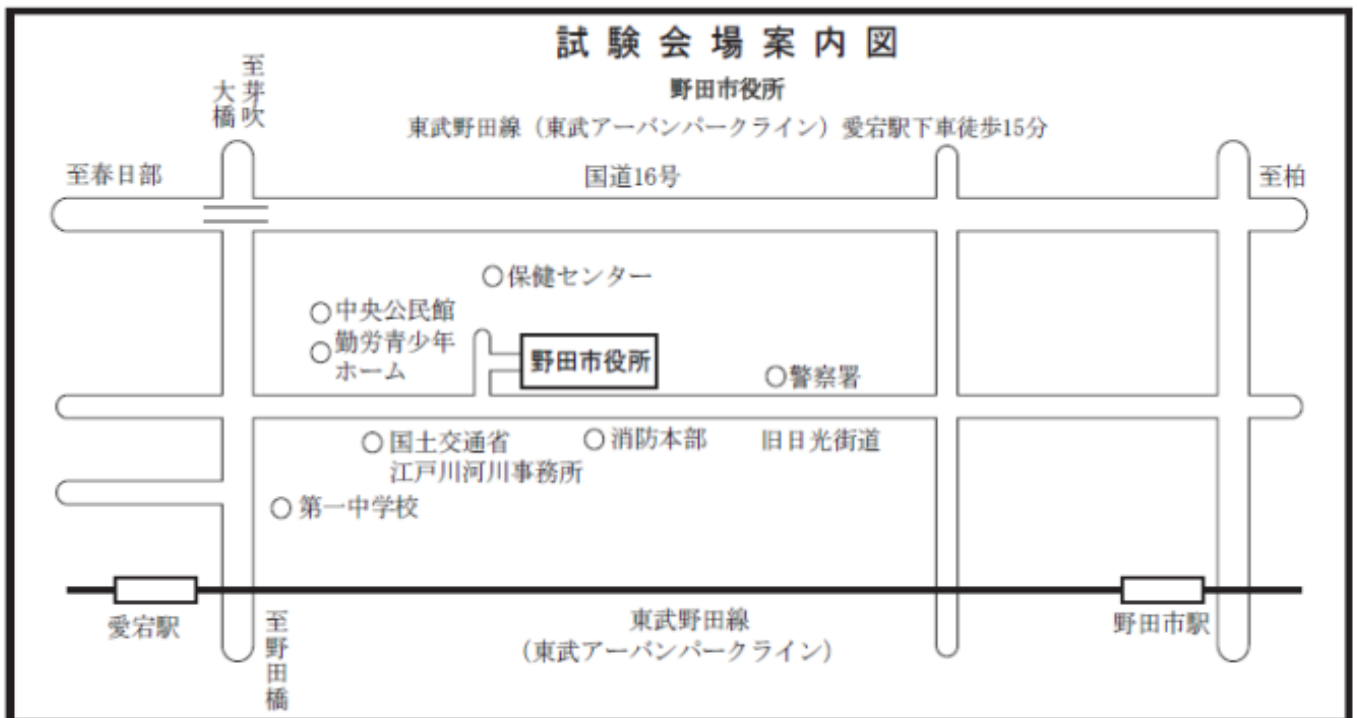 試験会場案内図
野田市役所
東武野田線（東武アーバンパークライン）愛宕駅下車徒歩15分
至芽吹
大橋
至春日部
国道16号
至柏
保健センター
中央公民館
勤労青少年
ホーム
野田市役所
警察署
国土交通省
江戸川河川事務所
消防本部
旧日光街道
第一中学校
愛宕駅
至野田橋
東武野田線
（東武アーバンパークライン）
野田市駅